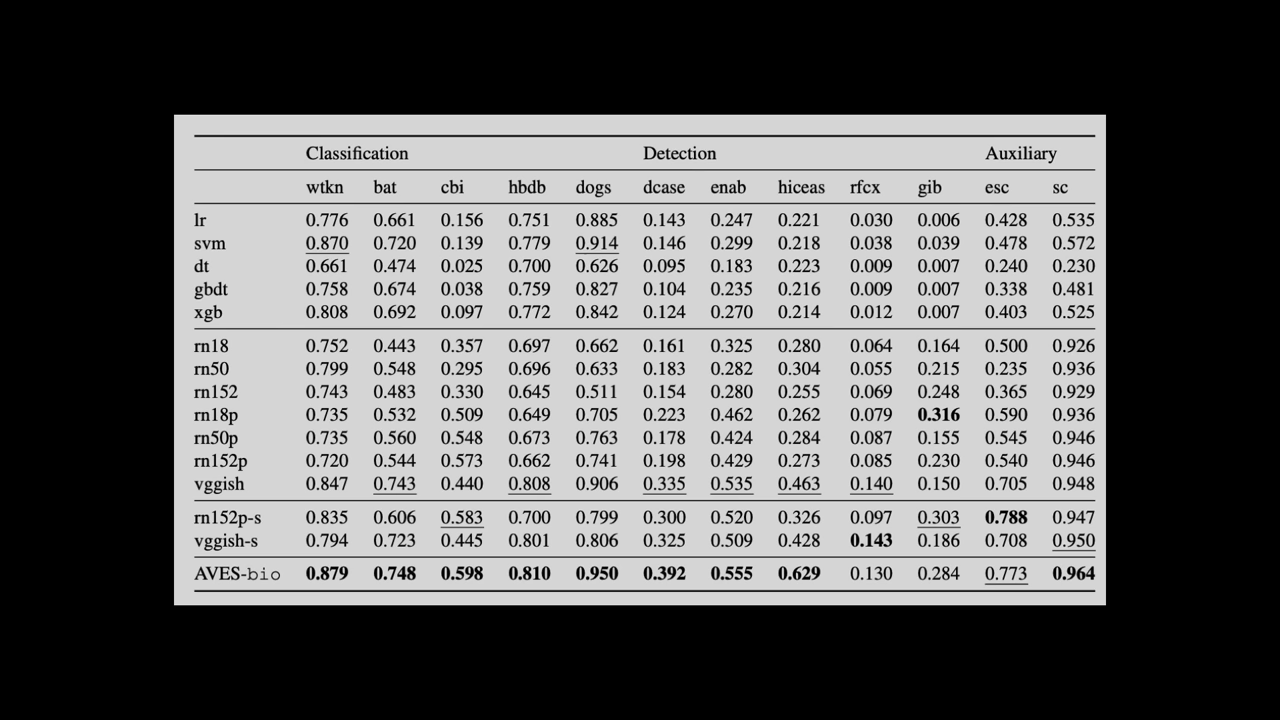 Classification Detection Auxiliary
wtkn bat cbi hbdb dogs dcase enab hiceas rfcx gib esc sc
lr 0.776 0.661 0.156 0.751 0.885 0.143 0.247 0.221 0.030 0.006 0.428 0.535
svm 0.870 0.720 0.139 0.779 0.914 0.146 0.299 0.218 0.038 0.039 0.478 0.572
dt 0.661 0.474 0.025 0.700 0.626 0.095 0.183 0.223 0.009 0.007 0.240 0.230
gbdt 0.758 0.674 0.038 0.759 0.827 0.104 0.235 0.216 0.009 0.007 0.338 0.481
xgb 0.808 0.692 0.097 0.772 0.842 0.124 0.270 0.214 0.012 0.007 0.403 0.525
rn18 0.752 0.443 0.357 0.697 0.662 0.161 0.325 0.280 0.064 0.164 0.500 0.926
rn50 0.799 0.548 0.295 0.696 0.633 0.183 0.282 0.304 0.055 0.215 0.235 0.936
rn152 0.743 0.483 0.330 0.645 0.511 0.154 0.280 0.255 0.069 0.248 0.365 0.929
rn18p 0.735 0.532 0.509 0.649 0.705 0.223 0.462 0.262 0.079 0.316 0.590 0.936
rn50p 0.735 0.560 0.548 0.673 0.763 0.178 0.424 0.284 0.087 0.155 0.545 0.946
rn152p 0.720 0.544 0.573 0.662 0.741 0.198 0.429 0.273 0.085 0.230 0.540 0.946
vggish 0.847 0.743 0.440 0.808 0.906 0.335 0.535 0.463 0.140 0.150 0.705 0.948
rn152p-s 0.835 0.606 0.583 0.700 0.799 0.300 0.520 0.326 0.097 0.303 0.788 0.947
vggish-s 0.794 0.723 0.445 0.801 0.806 0.325 0.509 0.428 0.143 0.186 0.708 0.950
AVES-bio 0.879 0.748 0.598 0.810 0.950 0.392 0.555 0.629 0.130 0.284 0.773 0.964